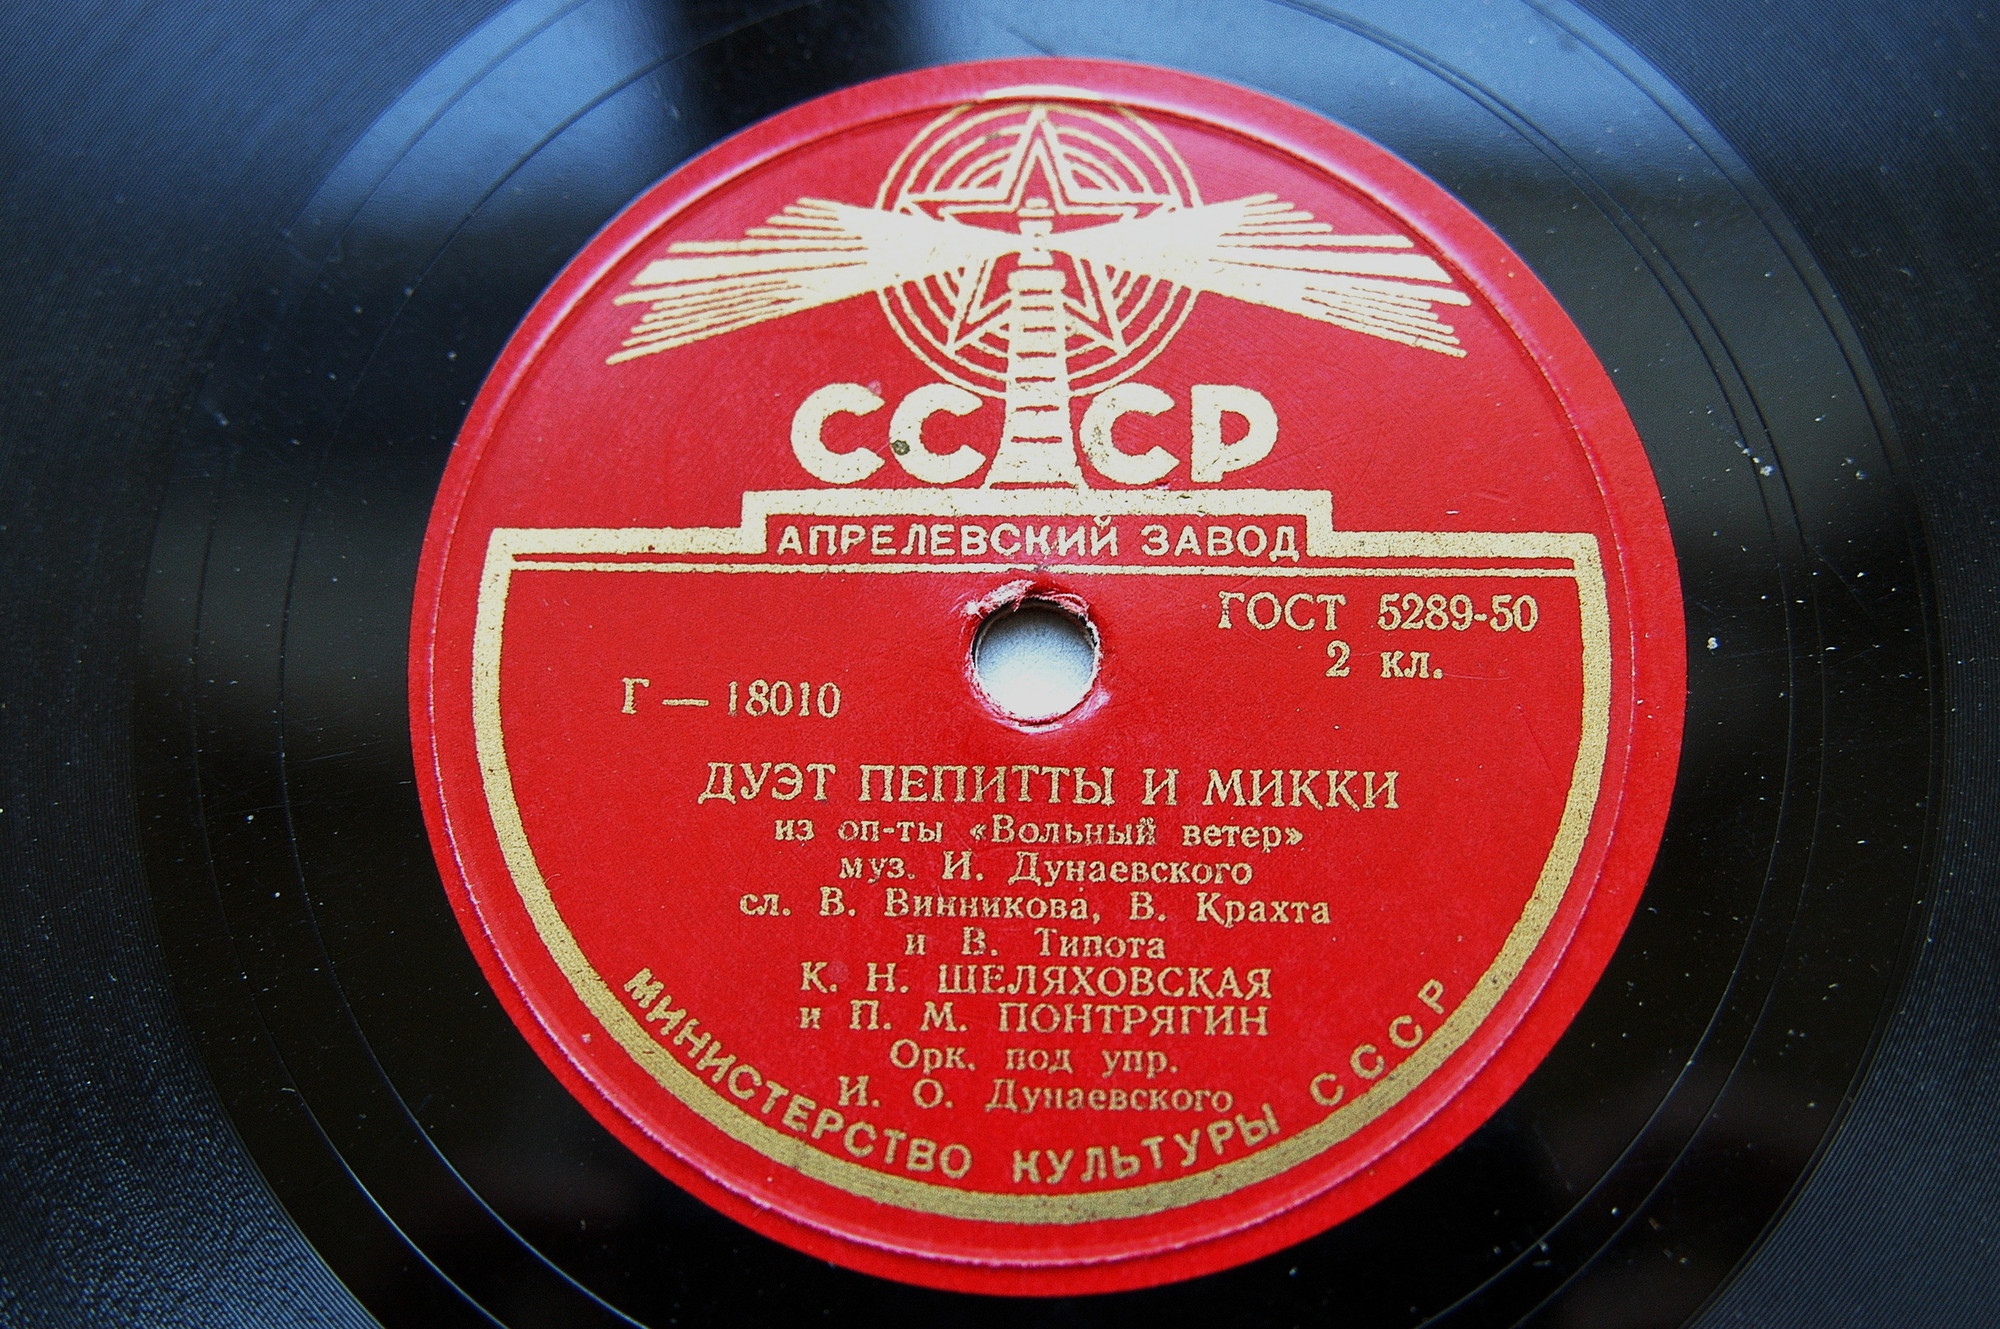 СССР
АПРЕЛЕВСКИЙ ЗАВОД
ГОСТ 5289-50
2 кл.
Г — 18010
ДУЭТ ПЕПИТТЫ И МИККИ
из оп-ты «Вольный ветер»
муз. И. Дунаевского
сл. В. Винникова, В. Крахта
и В. Типота
К. Н. ШЕЛЯХОВСКАЯ
и П. М. ПОНТРЯГИН
Орк. под упр.
И. О. Дунаевского
МИНИСТЕРСТВО КУЛЬТУРЫ СССР